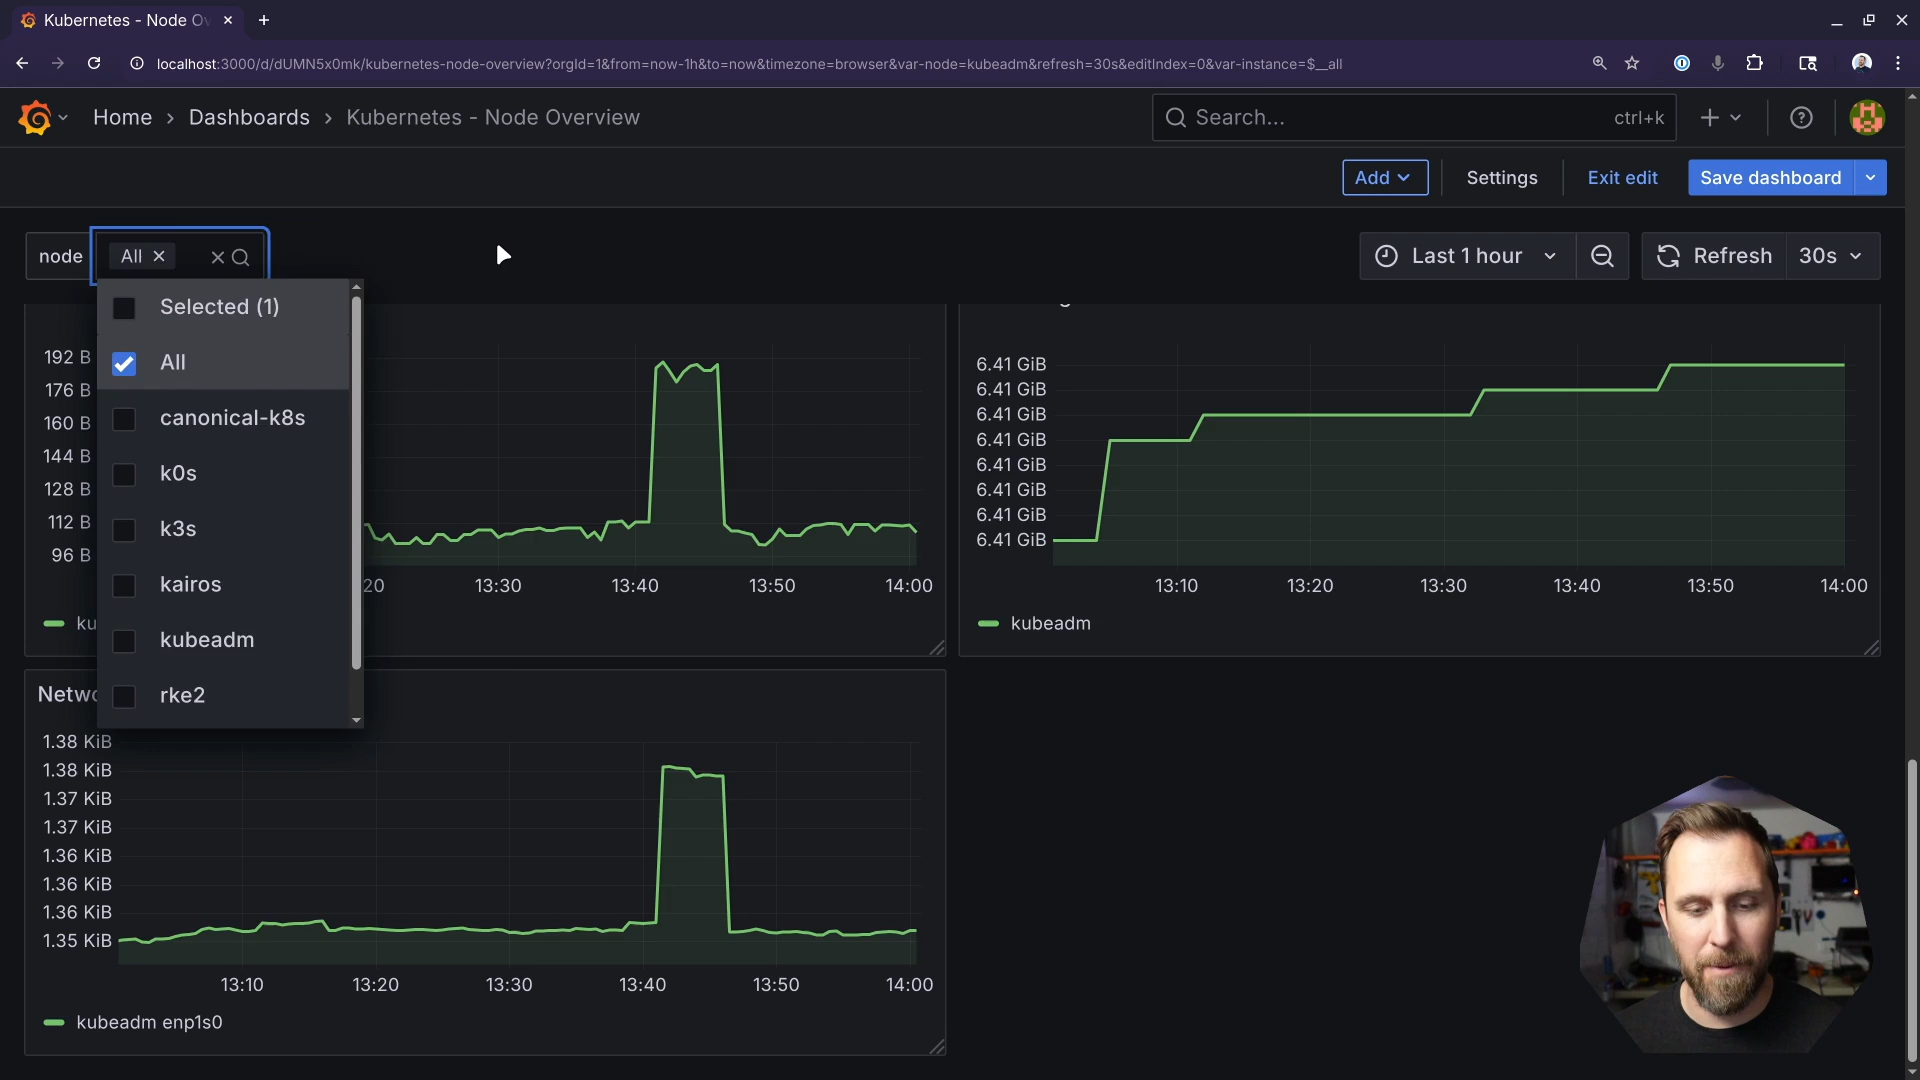 Kubernetes - Node Ov
localhost:3000/d/dUMN5x0mk/kubernetes-node-overview?orgId=1&from=now-1h&to=now&timezone=browser&var-node=kubeadm&refresh=30s&editIndex=0&var-instance=$__all
Home > Dashboards > Kubernetes - Node Overview
Search...
ctrl+k
Add
Settings
Exit edit
Save dashboard
node
All
Last 1 hour
Refresh
30s
Selected (1)
All
canonical-k8s
k0s
k3s
kairos
kubeadm
rke2
192 B
176 B
160 B
144 B
128 B
112 B
96 B
20 13:30 13:40 13:50 14:00
ku
6.41 GiB
6.41 GiB
6.41 GiB
6.41 GiB
6.41 GiB
6.41 GiB
6.41 GiB
6.41 GiB
13:10 13:20 13:30 13:40 13:50 14:00
kubeadm
Netwo
1.38 KiB
1.38 KiB
1.37 KiB
1.37 KiB
1.36 KiB
1.36 KiB
1.36 KiB
1.35 KiB
13:10 13:20 13:30 13:40 13:50 14:00
kubeadm enp1s0